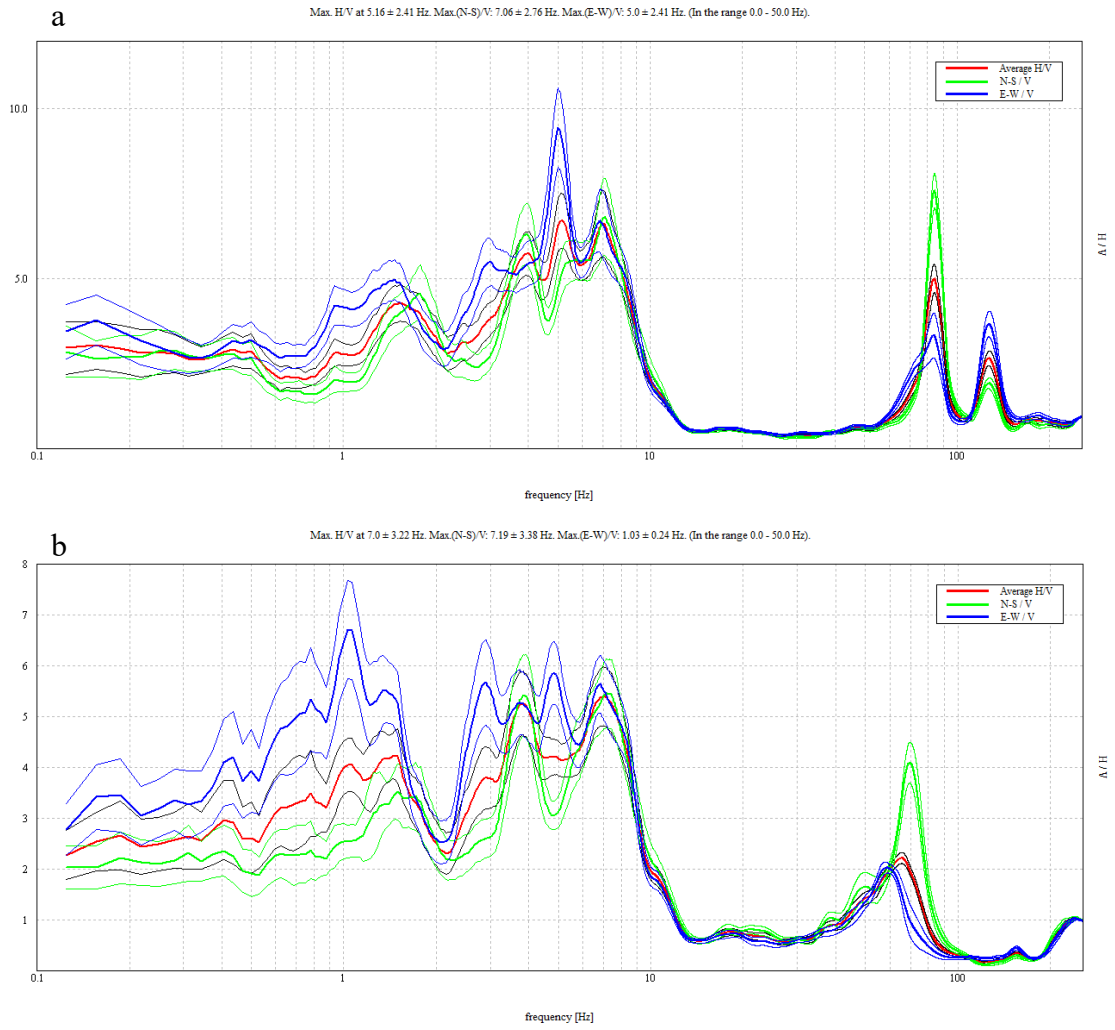 a
Max. H/V at 5.16 ± 2.41 Hz. Max.(N-S)/V: 7.06 ± 2.76 Hz. Max.(E-W)/V: 5.0 ± 2.41 Hz. (In the range 0.0 - 50.0 Hz).
Average H/V
N-S / V
E-W / V
10.0
5.0
H / V
0.1 1 10 100
frequency [Hz]
b
Max. H/V at 7.0 ± 3.22 Hz. Max.(N-S)/V: 7.19 ± 3.38 Hz. Max.(E-W)/V: 1.03 ± 0.24 Hz. (In the range 0.0 - 50.0 Hz).
8
Average H/V
N-S / V
E-W / V
7
6
5
4
H / V
3
2
1
0.1 1 10 100
frequency [Hz]